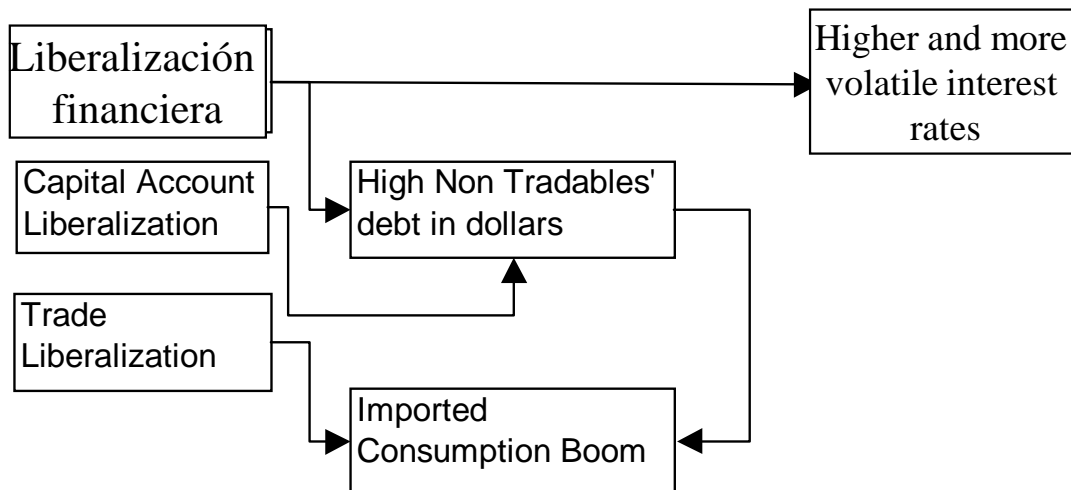 Liberalización
financiera
Higher and more
volatile interest
rates
Capital Account
Liberalization
High Non Tradables'
debt in dollars
Trade
Liberalization
Imported
Consumption Boom